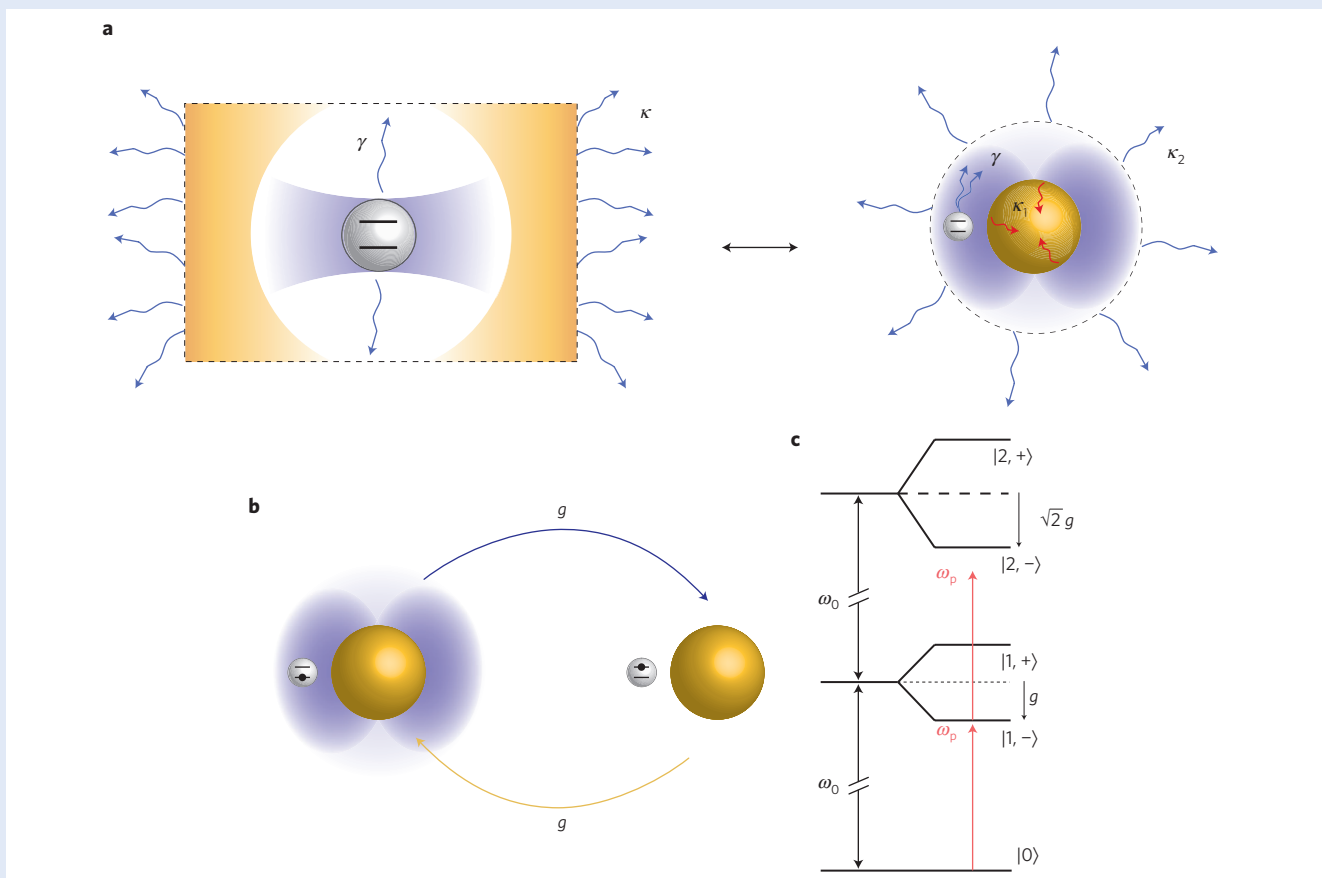 a
κ
γ
γ
κ₂
κ₁
b
g
g
c
|2, +⟩
√2 g
|2, −⟩
ωₚ
ω₀
|1, +⟩
g
ωₚ
|1, −⟩
ω₀
|0⟩